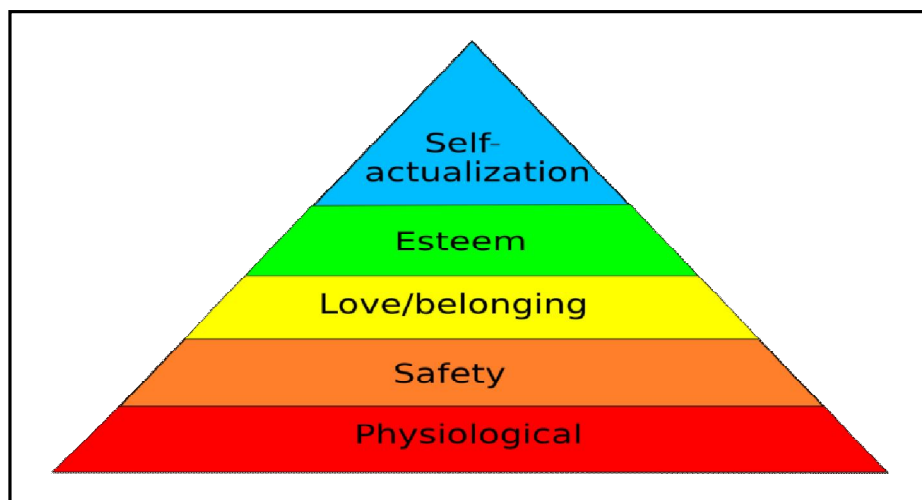 Self-
actualization
Esteem
Love/belonging
Safety
Physiological